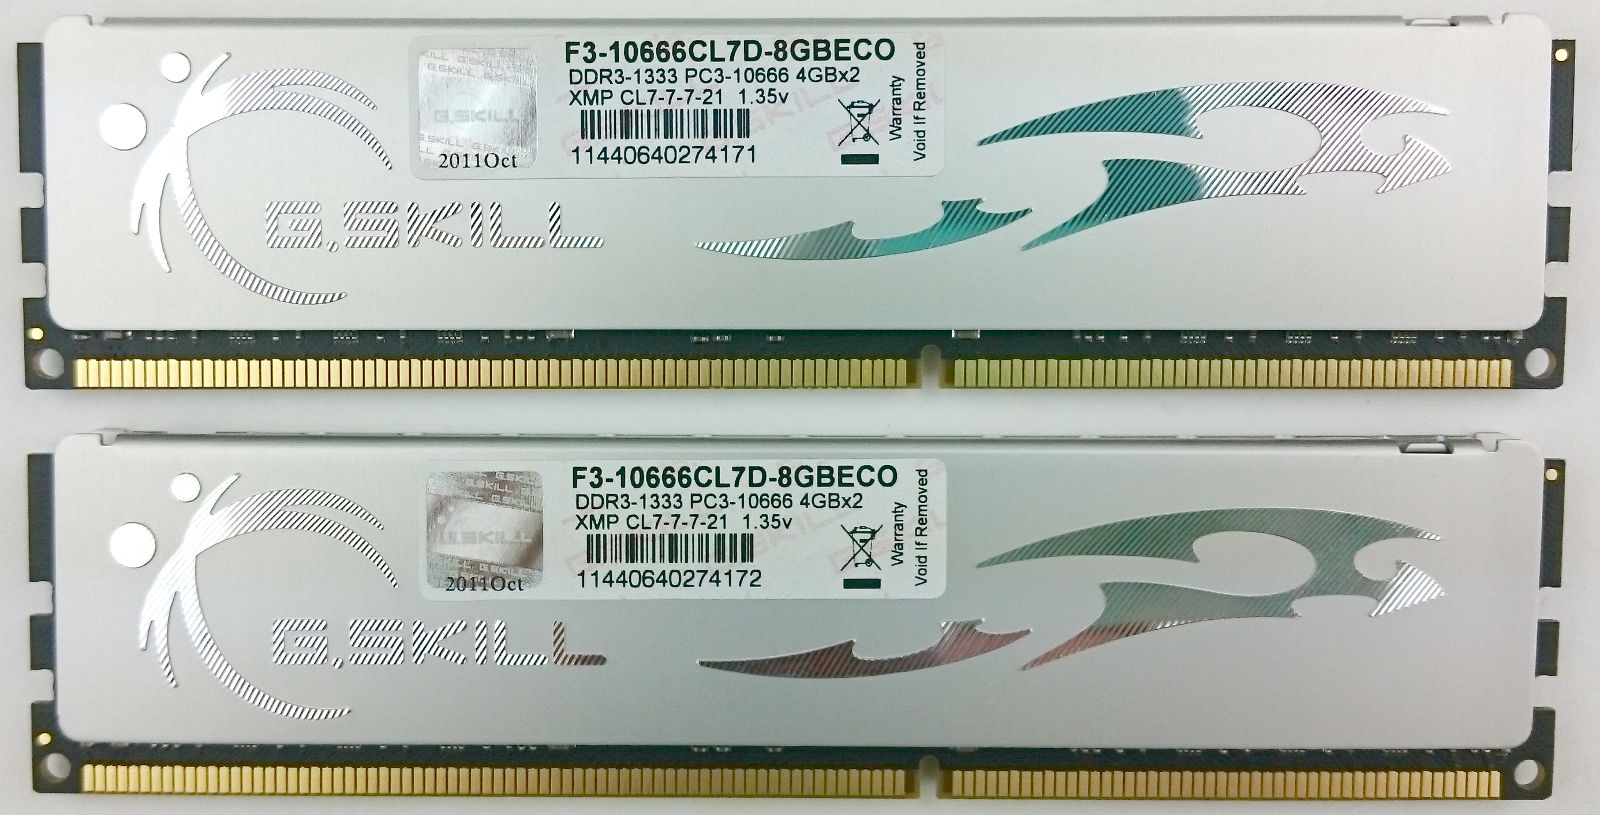 F3-10666CL7D-8GBECO
DDR3-1333 PC3-10666 4GBx2
XMP CL7-7-7-21 1.35v
11440640274171
G.SKILL
2011Oct
Warranty
Void If Removed
G.SKILL
F3-10666CL7D-8GBECO
DDR3-1333 PC3-10666 4GBx2
XMP CL7-7-7-21 1.35v
11440640274172
G.SKILL
2011Oct
Warranty
Void If Removed
G.SKILL